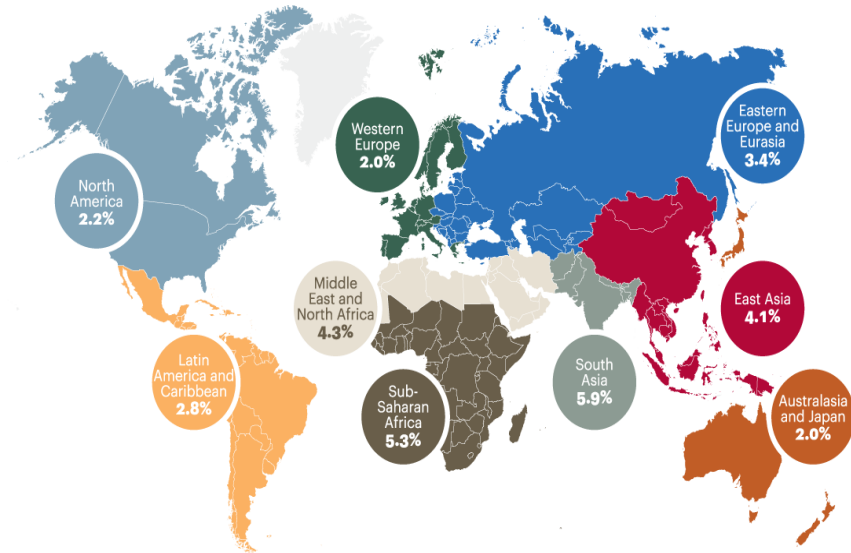 North
America
2.2%
Western
Europe
2.0%
Eastern
Europe and
Eurasia
3.4%
Middle
East and
North Africa
4.3%
East Asia
4.1%
Latin
America and
Caribbean
2.8%
Sub-
Saharan
Africa
5.3%
South
Asia
5.9%
Australasia
and Japan
2.0%